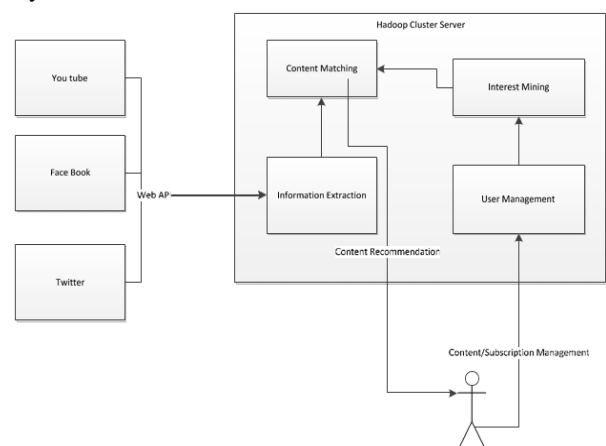 Hadoop Cluster Server
You tube
Content Matching
Interest Mining
Face Book
Web AP
Information Extraction
User Management
Twitter
Content Recommendation
Content/Subscription Management